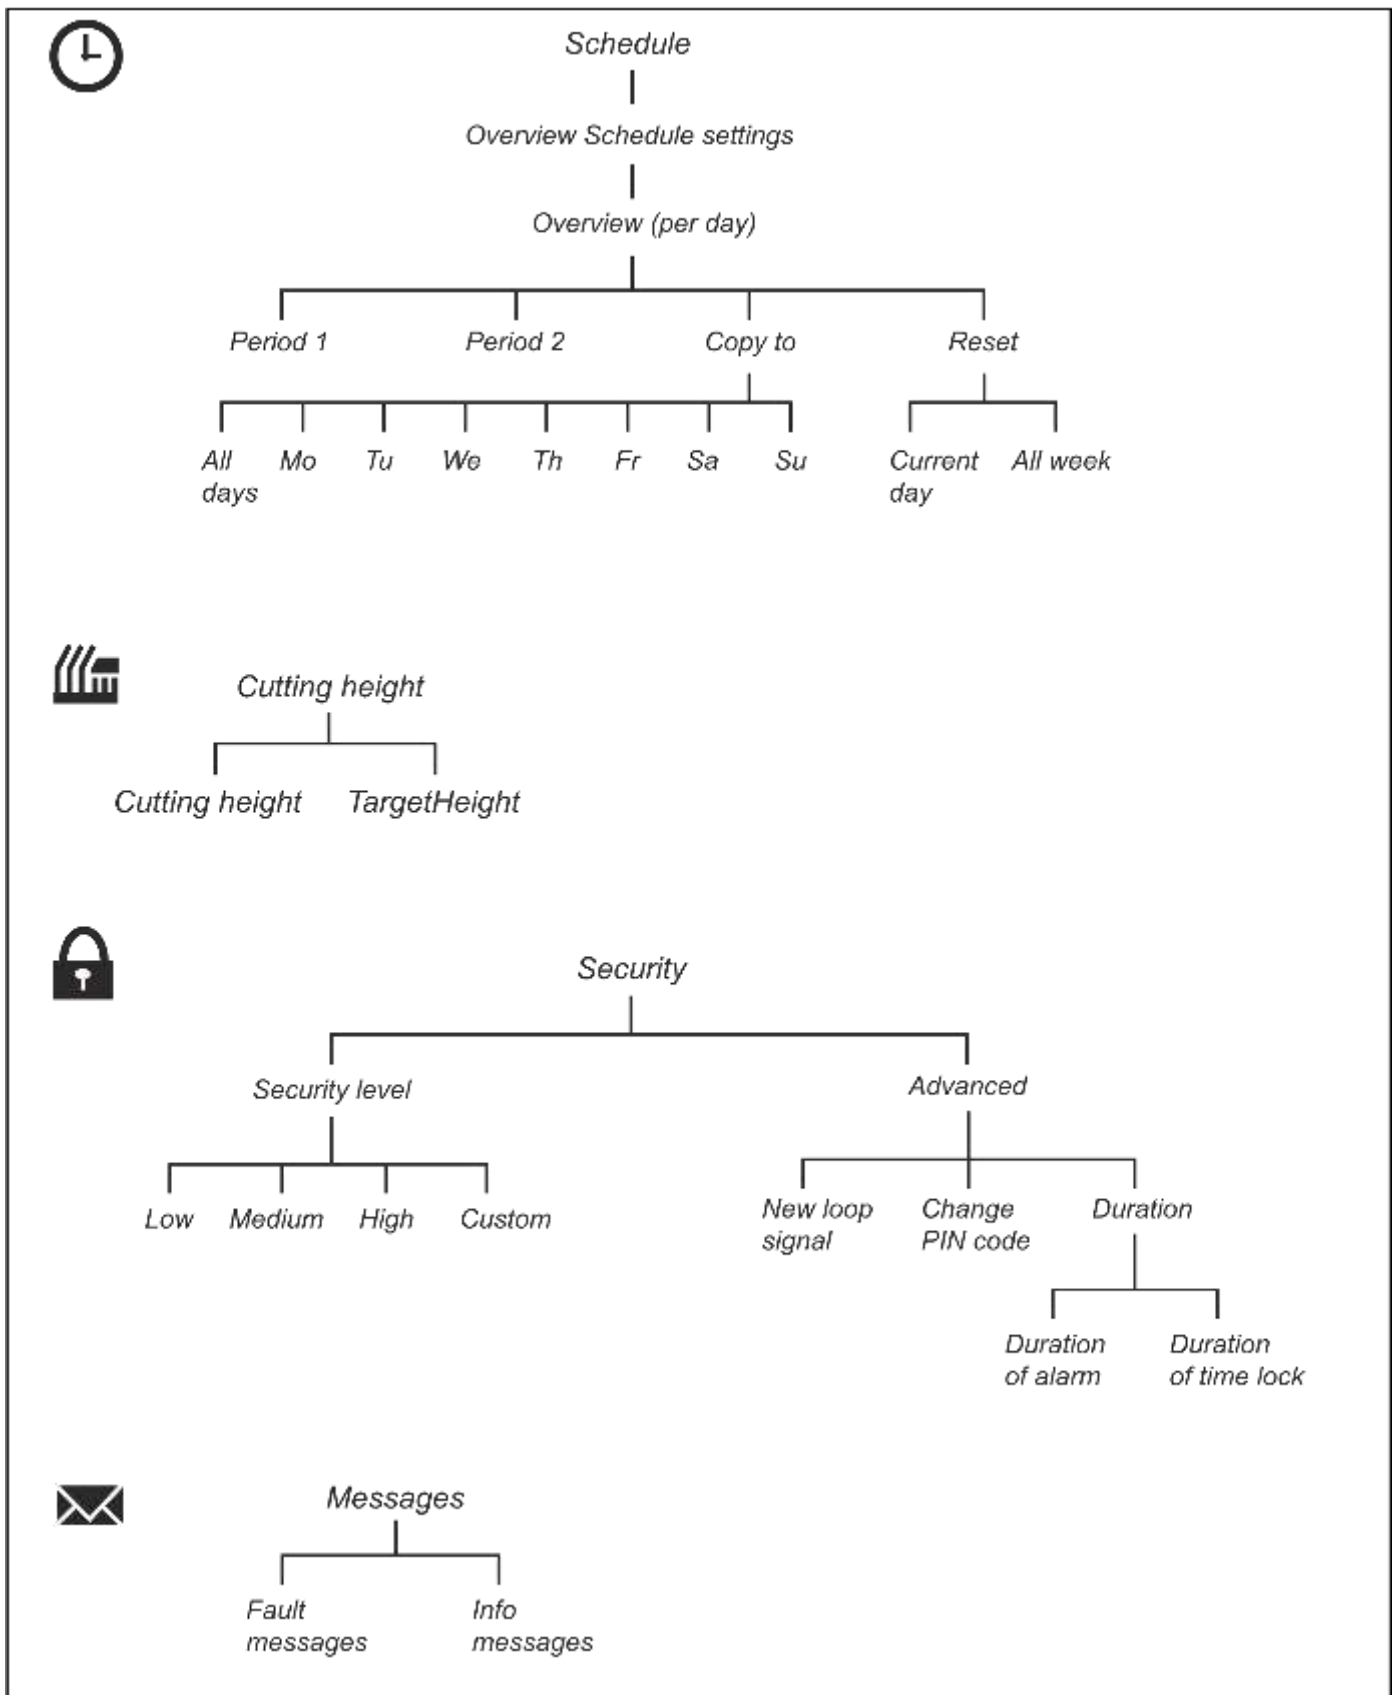 Schedule
Overview Schedule settings
Overview (per day)
Period 1 Period 2 Copy to Reset
All days Mo Tu We Th Fr Sa Su Current day All week
Cutting height
Cutting height TargetHeight
Security
Security level Advanced
Low Medium High Custom
New loop signal Change PIN code Duration
Duration of alarm Duration of time lock
Messages
Fault messages Info messages